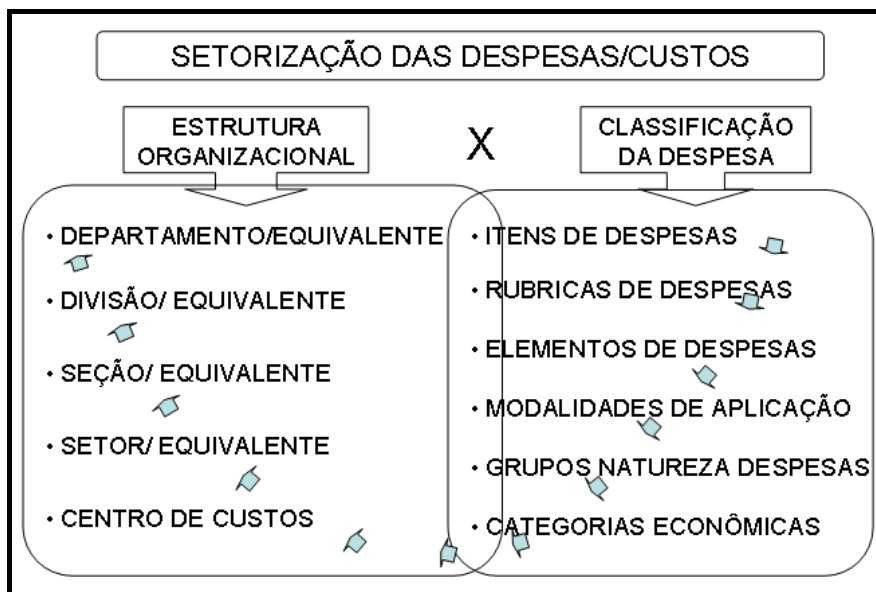 SETORIZAÇÃO DAS DESPESAS/CUSTOS
ESTRUTURA
ORGANIZACIONAL
X
CLASSIFICAÇÃO
DA DESPESA
• DEPARTAMENTO/EQUIVALENTE
• DIVISÃO/ EQUIVALENTE
• SEÇÃO/ EQUIVALENTE
• SETOR/ EQUIVALENTE
• CENTRO DE CUSTOS
• ITENS DE DESPESAS
• RUBRICAS DE DESPESAS
• ELEMENTOS DE DESPESAS
• MODALIDADES DE APLICAÇÃO
• GRUPOS NATUREZA DESPESAS
• CATEGORIAS ECONÔMICAS